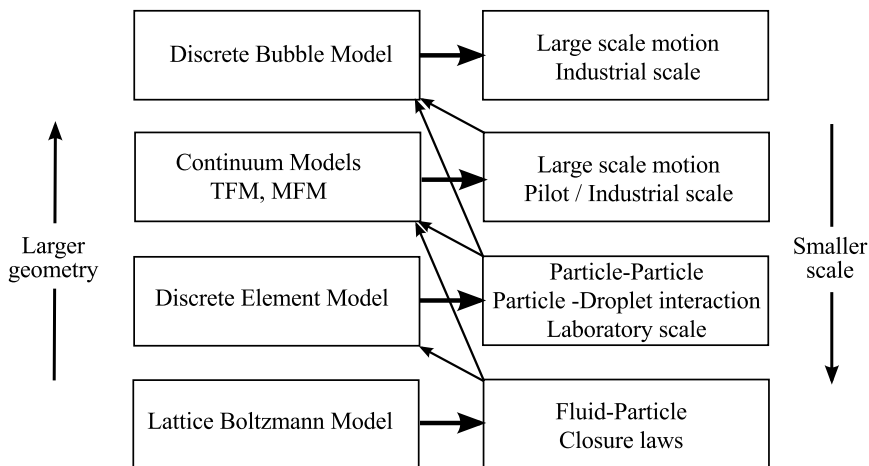 Discrete Bubble Model
Large scale motion
Industrial scale
Continuum Models
TFM, MFM
Large scale motion
Pilot / Industrial scale
Larger
geometry
Smaller
scale
Discrete Element Model
Particle-Particle
Particle -Droplet interaction
Laboratory scale
Lattice Boltzmann Model
Fluid-Particle
Closure laws